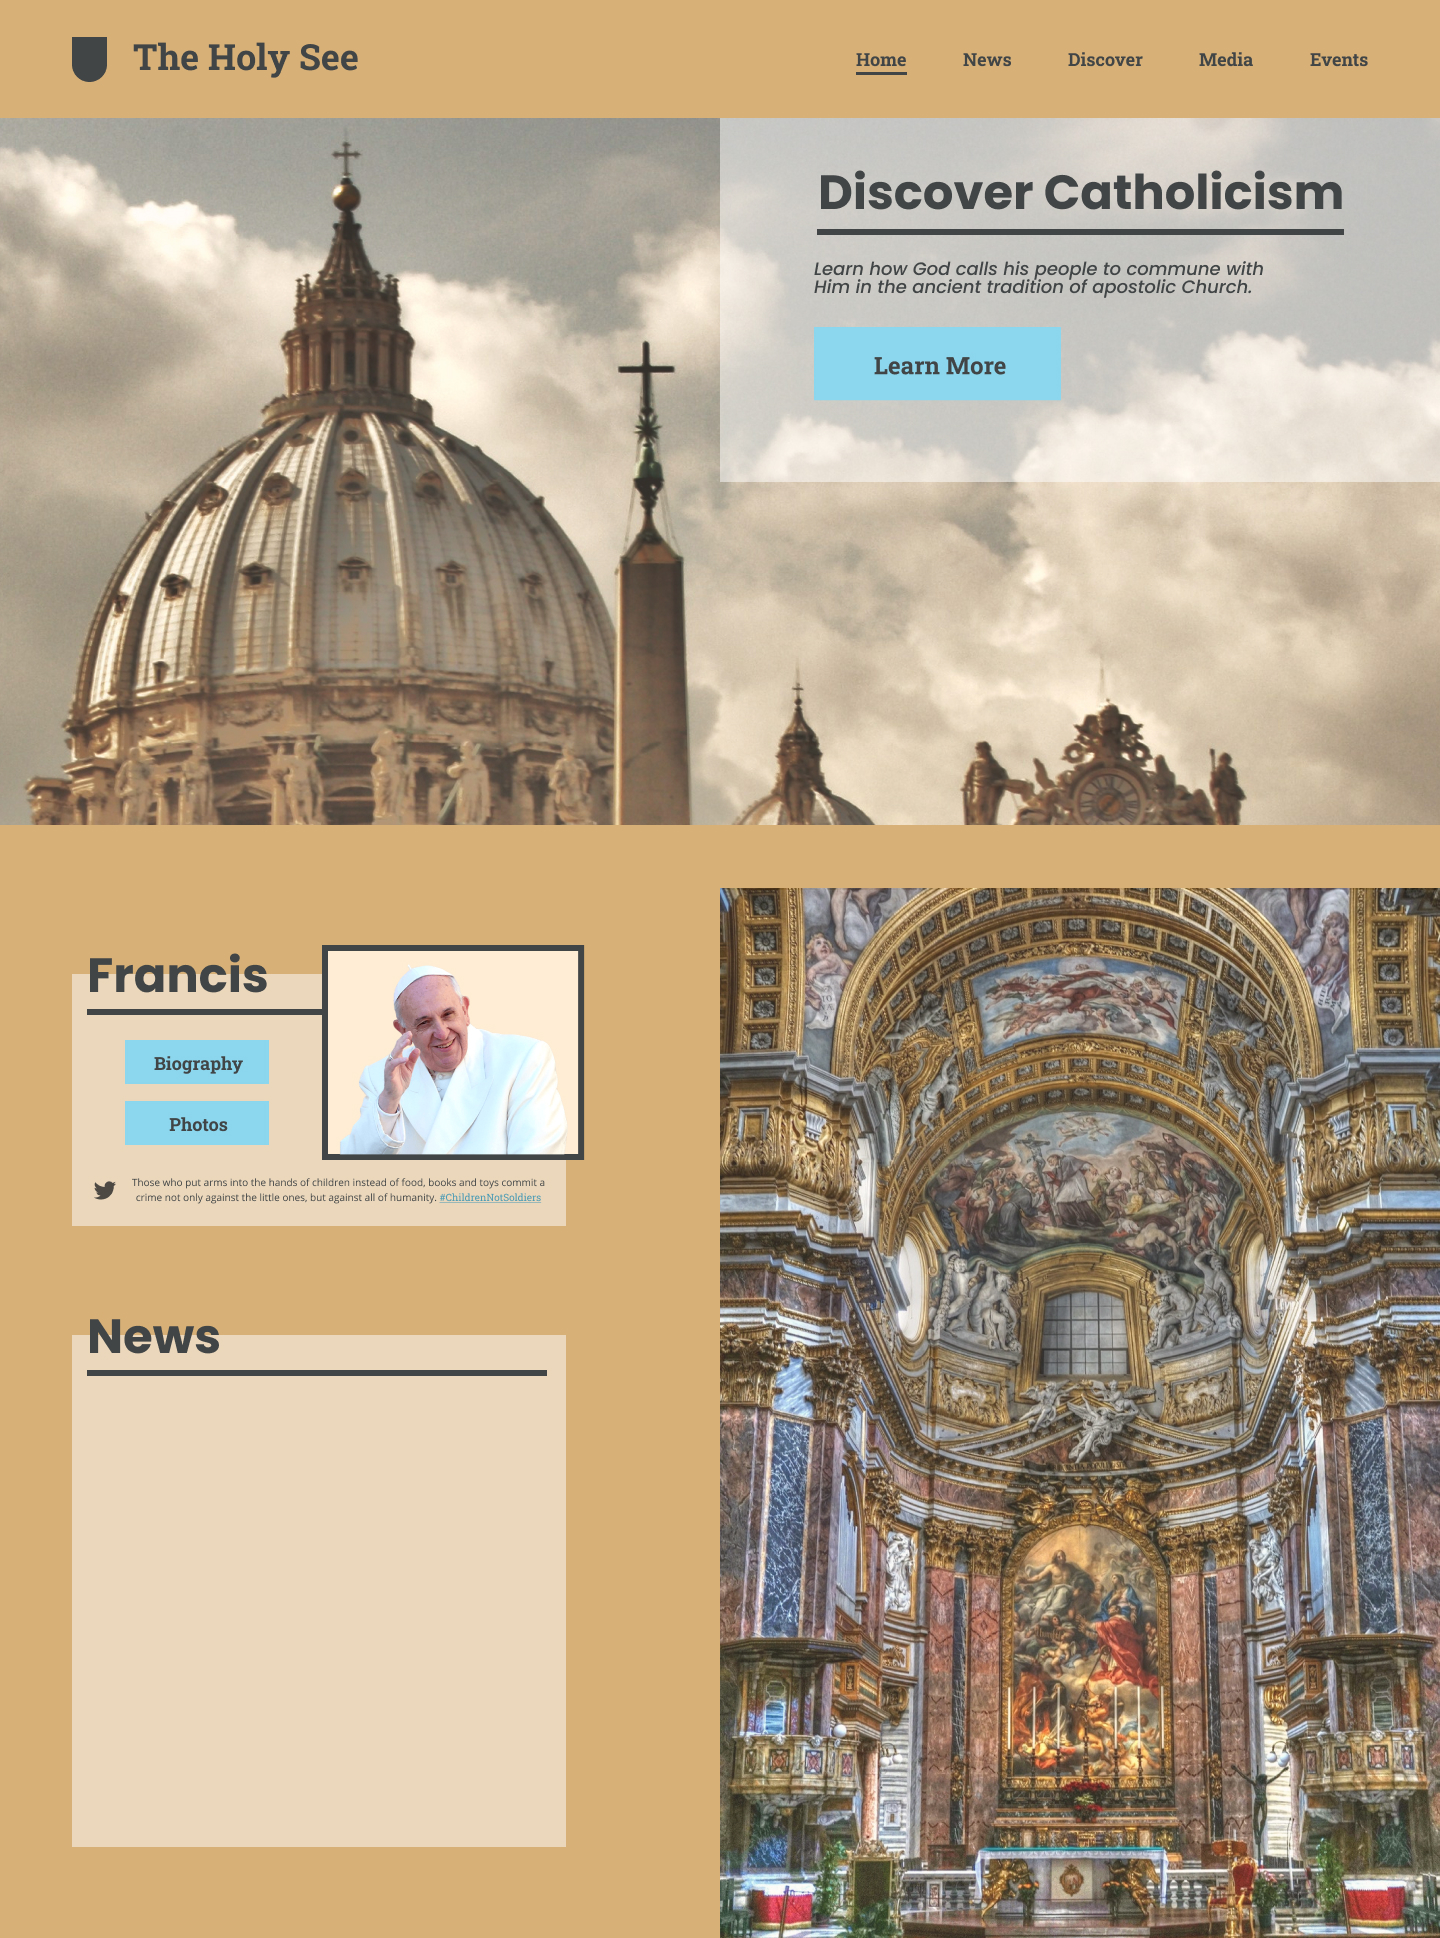 The Holy See
Home News Discover Media Events
Discover Catholicism
Learn how God calls his people to commune with
Him in the ancient tradition of apostolic Church.
Learn More
Francis
Biography
Photos
Those who put arms into the hands of children instead of food, books and toys commit a
crime not only against the little ones, but against all of humanity. #ChildrenNotSoldiers
News